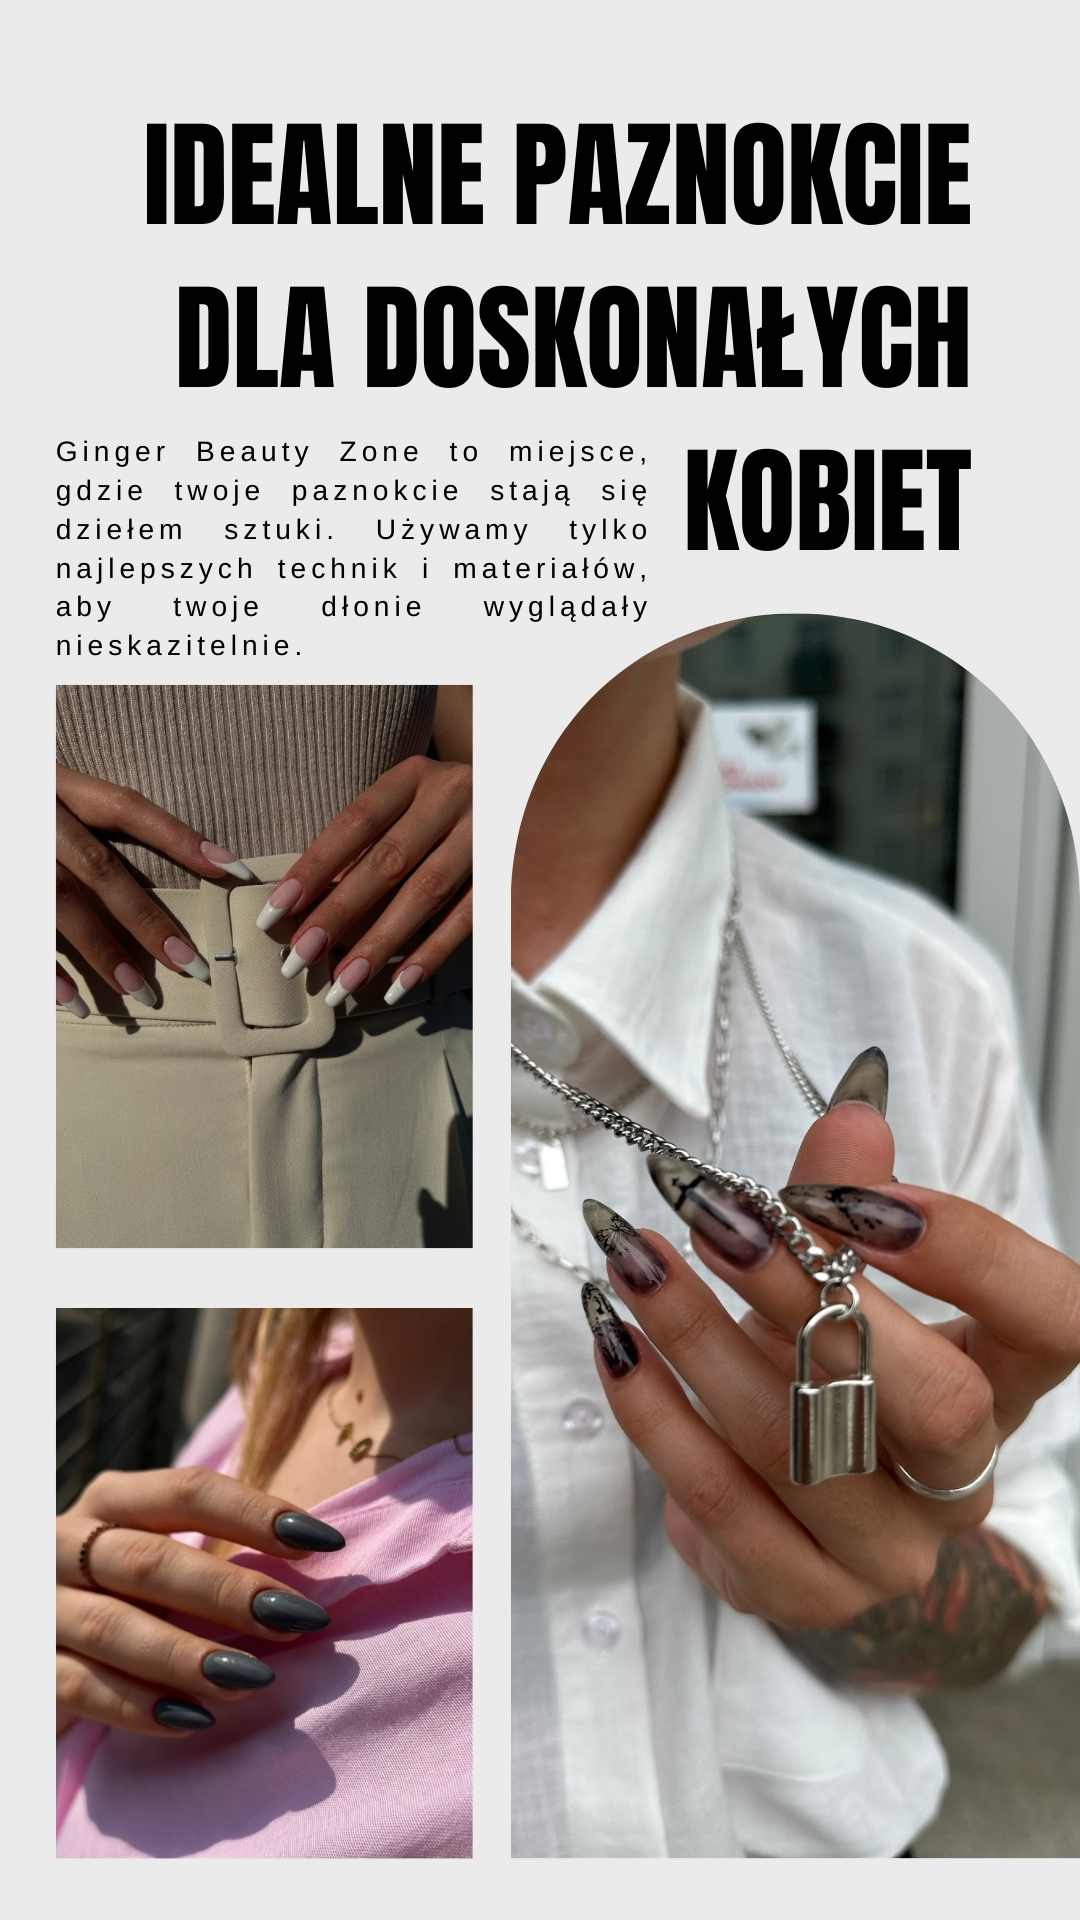 IDEALNE PAZNOKCIE
DLA DOSKONAŁYCH
KOBIET
Ginger Beauty Zone to miejsce,
gdzie twoje paznokcie stają się
dziełem sztuki. Używamy tylko
najlepszych technik i materiałów,
aby twoje dłonie wyglądały
nieskazitelnie.